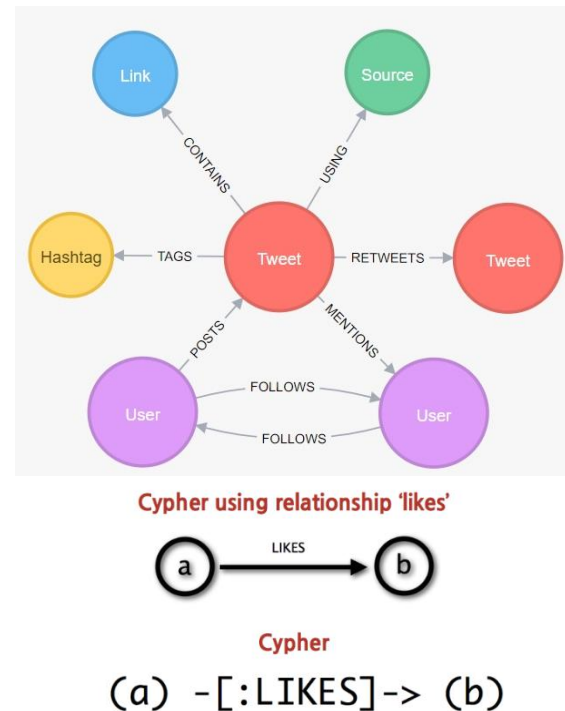 Link
Source
CONTAINS
USING
Hashtag
TAGS
Tweet
RETWEETS
Tweet
POSTS
MENTIONS
User
FOLLOWS
FOLLOWS
User
Cypher using relationship 'likes'
LIKES
a
b
Cypher
(a) -[:LIKES]-> (b)